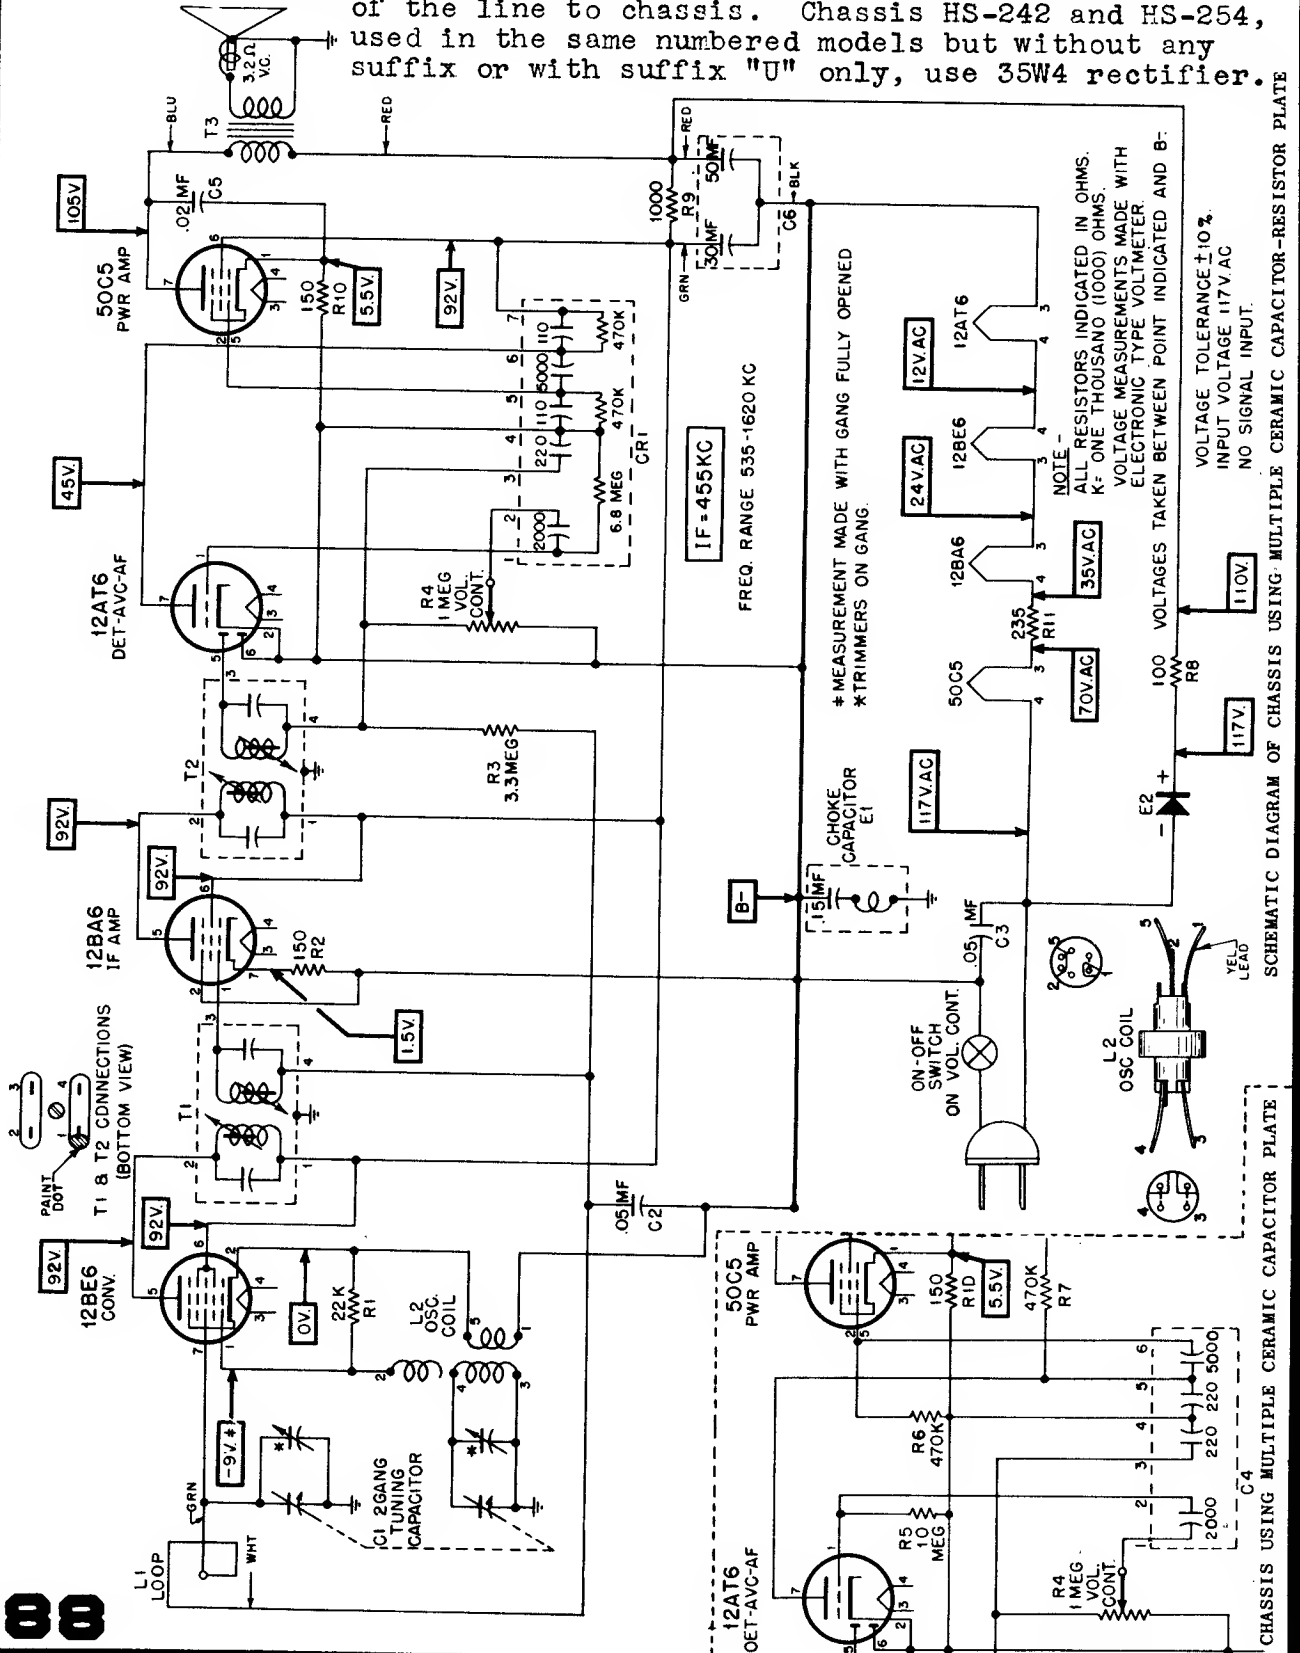 of the line to chassis. Chassis HS-242 and HS-254,
used in the same numbered models but without any
suffix or with suffix "U" only, use 35W4 rectifier.
88
L1
LOOP
GRN
WHT
12BE6
CONV.
92V.
92V.
-9V.‡
0V.
22K
R1
L2
OSC.
COIL
C1 2GANG
TUNING
CAPACITOR
*
*
PAINT
DOT
T1 & T2 CONNECTIONS
(BOTTOM VIEW)
T1
.05MF
C2
12BA6
IF AMP
92V.
92V.
150
R2
1.5V.
T2
R3
3.3 MEG
12AT6
DET-AVC-AF
45V.
R4
1 MEG
VOL.
CONT.
2000
220
110
5000
110
6.8 MEG
470K
470K
CR1
50C5
PWR AMP
105V
.02MF
C5
150
R10
5.5V.
92V.
T3
BLU
RED
3.2Ω
V.C.
1000
R9
RED
GRN
30MF
50MF
C6
BLK
IF=455KC
FREQ. RANGE 535-1620 KC
‡ MEASUREMENT MADE WITH GANG FULLY OPENED
*TRIMMERS ON GANG.
B-
CHOKE
CAPACITOR
E1
.15MF
.05 MF
C3
ON-OFF
SWITCH
ON VOL. CONT.
117V.AC
50C5
70V.AC
235
R11
35V.AC
12BA6
24V.AC
12BE6
12V.AC
12AT6
E2
- +
117V.
100
R8
110V.
NOTE-
ALL RESISTORS INDICATED IN OHMS.
K= ONE THOUSANO (1000) OHMS.
VOLTAGE MEASUREMENTS MADE WITH
ELECTRONIC TYPE VOLTMETER.
VOLTAGES TAKEN BETWEEN POINT INDICATED AND B-.
VOLTAGE TOLERANCE ±10%.
INPUT VOLTAGE 117V.AC
NO SIGNAL INPUT.
L2
OSC COIL
YEL.
LEAD
SCHEMATIC DIAGRAM OF CHASSIS USING MULTIPLE CERAMIC CAPACITOR-RESISTOR PLATE
12AT6
OET-AVC-AF
R5
10
MEG
R4
1 MEG
VOL.
CONT.
50C5
PWR AMP
150
R1D
5.5V.
470K
R7
R6
470K
2000
220
220
5000
C4
CHASSIS USING MULTIPLE CERAMIC CAPACITOR PLATE